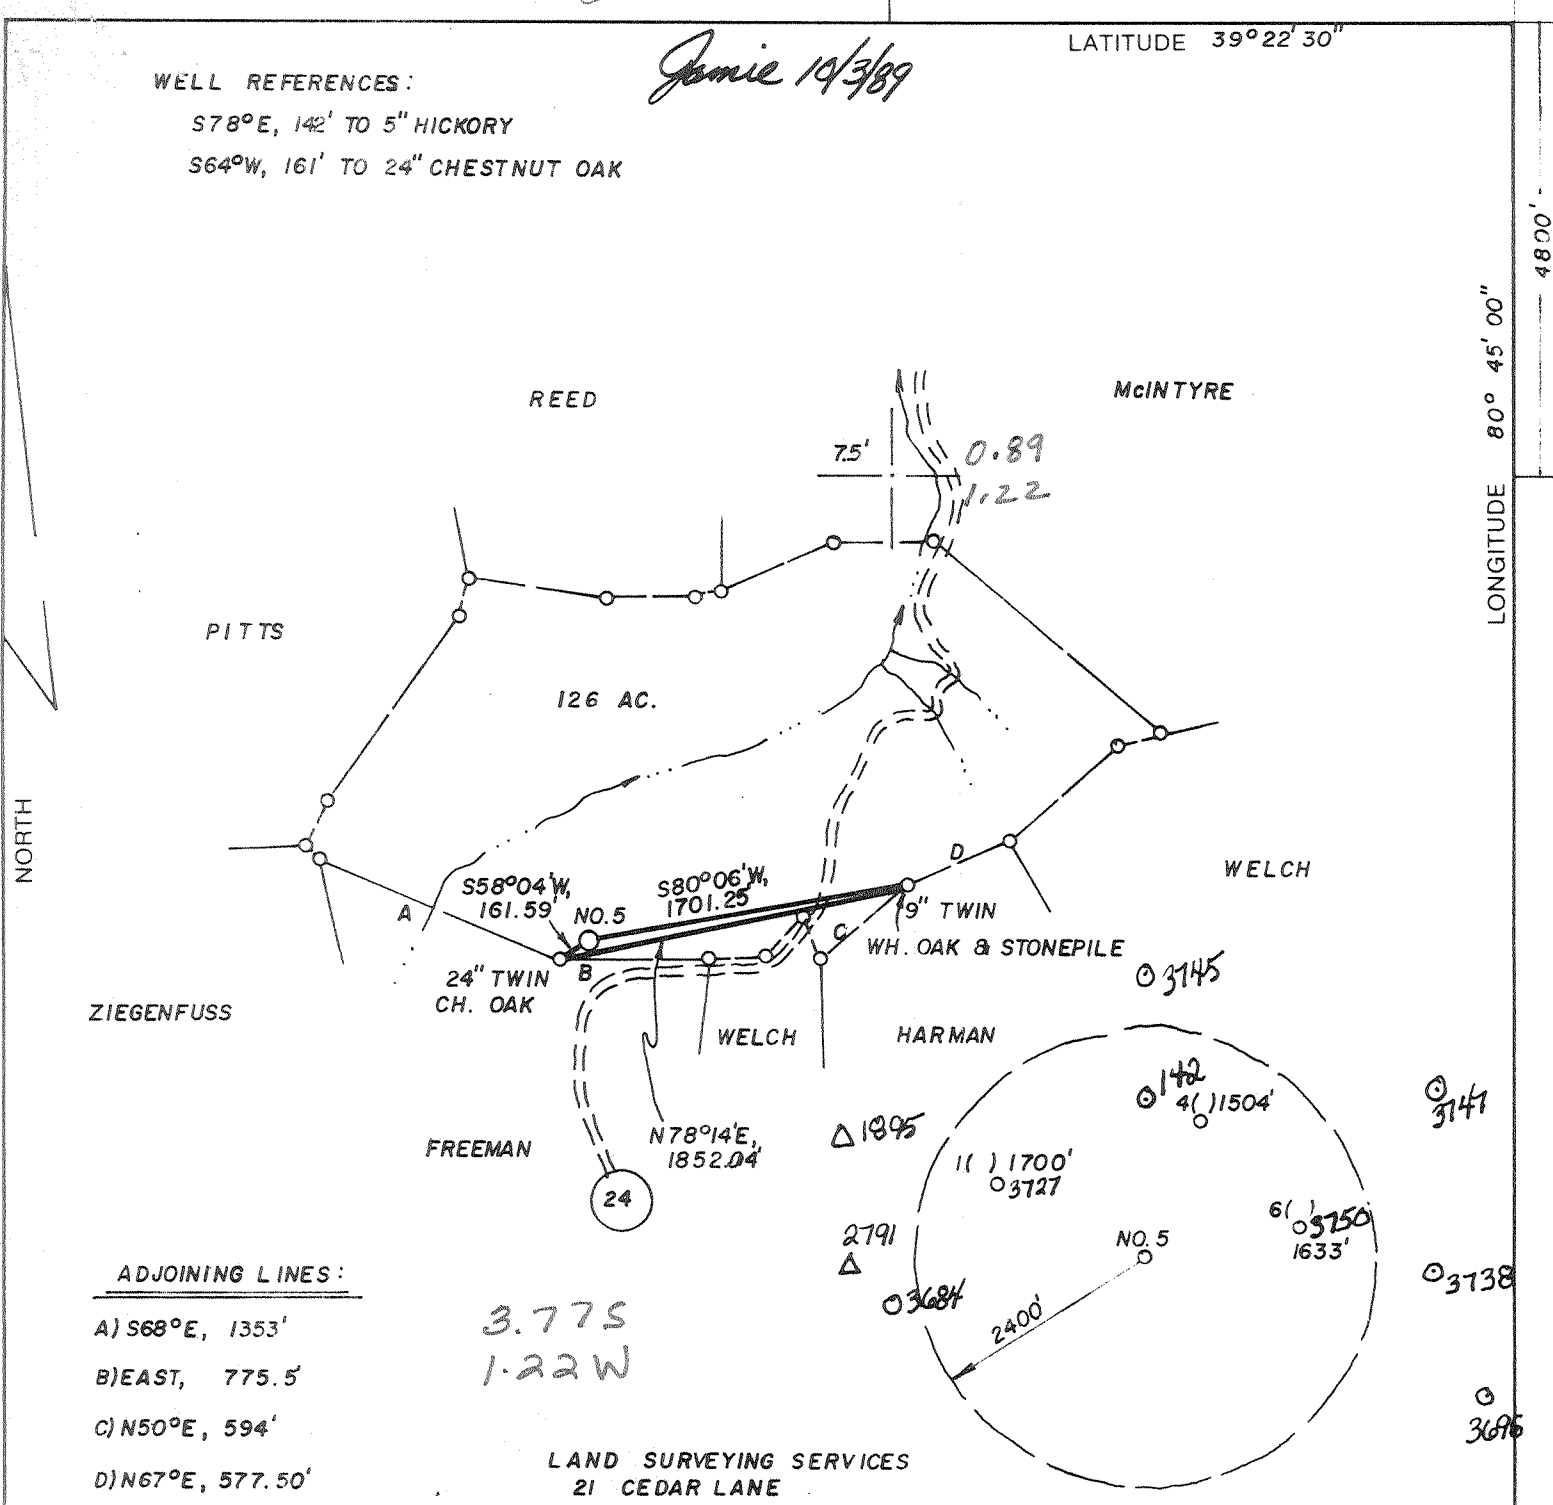 LATITUDE 39°22'30"
Jamie 10/3/89
WELL REFERENCES:
S78°E, 142' TO 5" HICKORY
S64°W, 161' TO 24" CHESTNUT OAK
4800'
LONGITUDE 80° 45' 00"
REED
McINTYRE
7.5'
0.89
1.22
PITTS
126 AC.
NORTH
WELCH
D
S58°04'W,
161.59'
S80°06'W,
1701.25'
A
NO.5
9" TWIN
C
WH. OAK & STONEPILE
24" TWIN
CH. OAK
B
3745
ZIEGENFUSS
WELCH
HARMAN
142
4( )1504'
3747
1895
FREEMAN
N78°14'E,
1852.04'
1( ) 1700'
3727
24
6( )3750
1633'
2791
NO.5
ADJOINING LINES:
3684
3738
2400'
A) S68°E, 1353'
3.77S
B) EAST, 775.5'
1.22W
C) N50°E, 594'
3695
LAND SURVEYING SERVICES
D) N67°E, 577.50'
21 CEDAR LANE